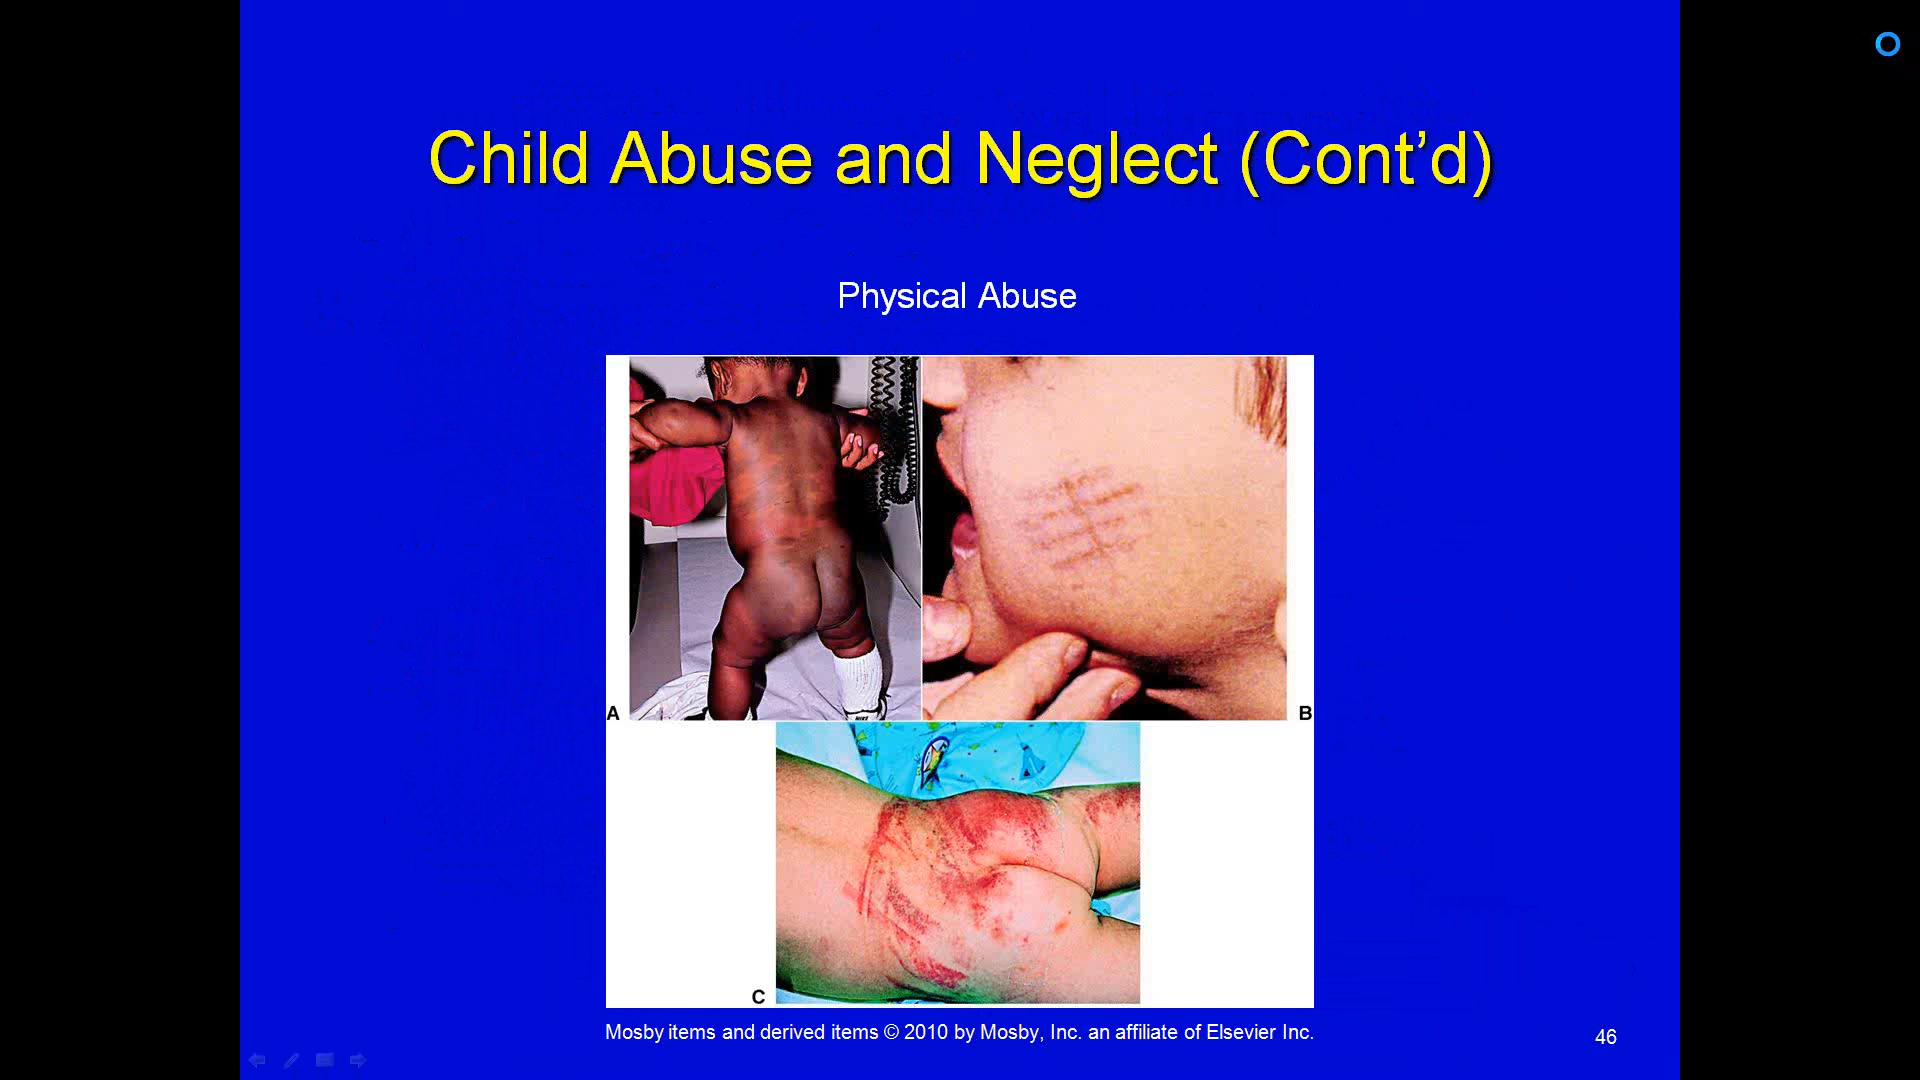 Child Abuse and Neglect (Cont’d)
Physical Abuse
A
B
C
Mosby items and derived items © 2010 by Mosby, Inc. an affiliate of Elsevier Inc.
46